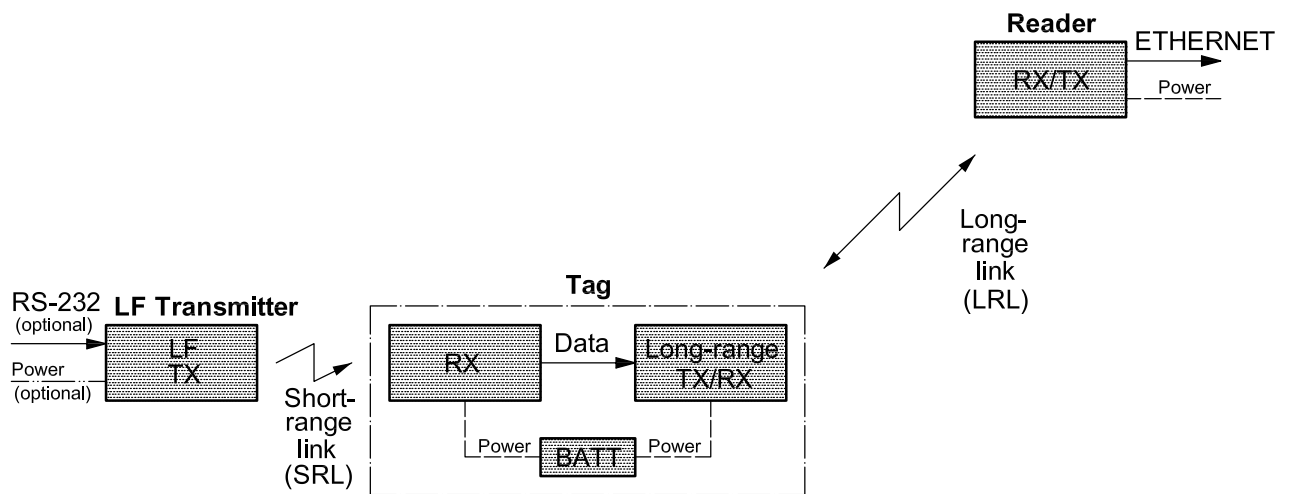 Reader
ETHERNET
RX/TX
Power
Long-
range
link
(LRL)
Tag
RS-232
(optional)
LF Transmitter
LF
TX
Power
(optional)
Short-
range
link
(SRL)
RX
Data
Long-range
TX/RX
Power
BATT
Power